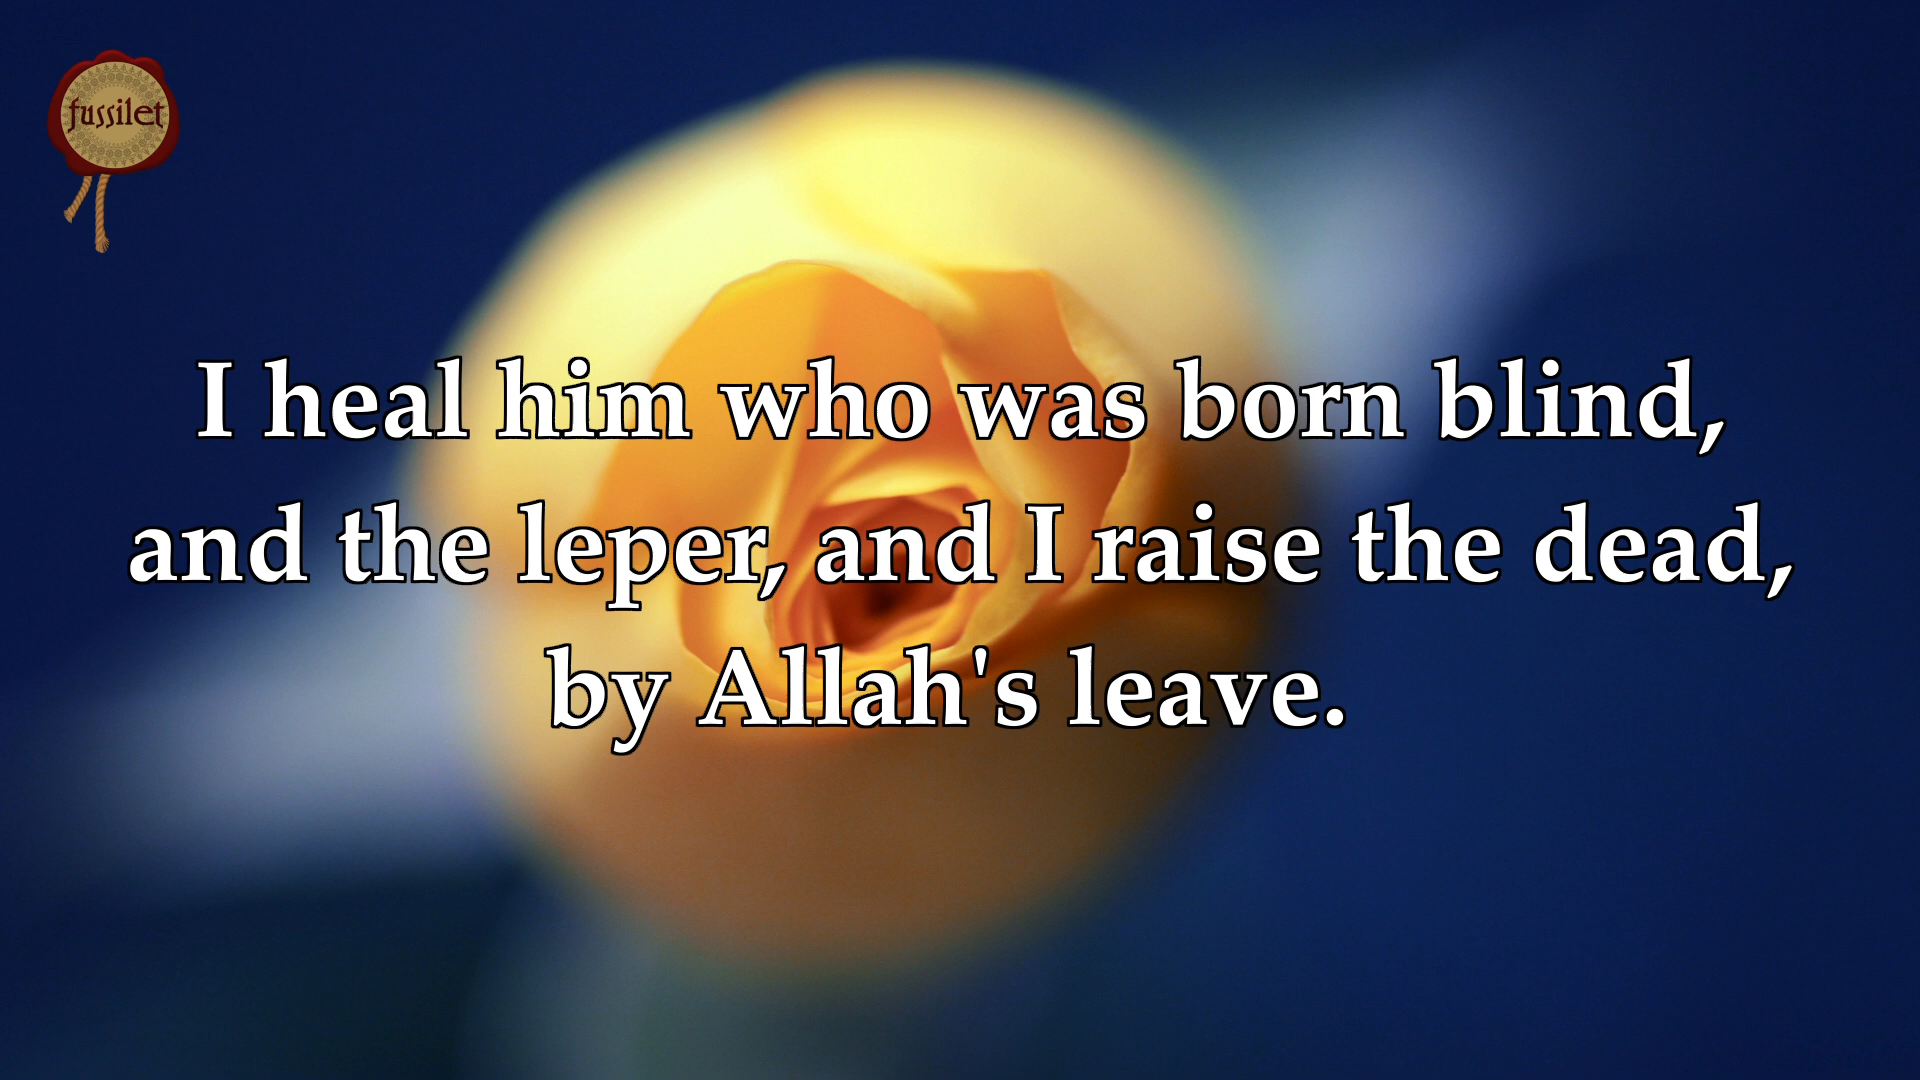 fussilet
I heal him who was born blind,
and the leper, and I raise the dead,
by Allah's leave.